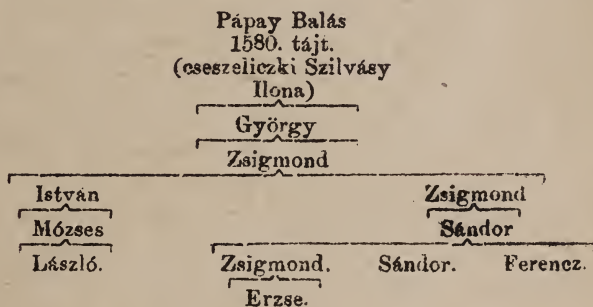 Pápay Balás
1580. tájt.
(cseszeliczki Szilvásy
Ilona)
György
Zsigmond
István Zsigmond
Mózses Sándor
László. Zsigmond. Sándor. Ferencz.
Erzse.